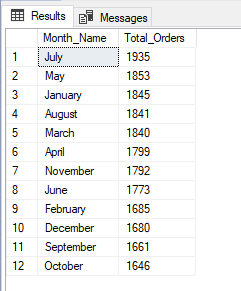 Results Messages
Month_Name Total_Orders
1 July 1935
2 May 1853
3 January 1845
4 August 1841
5 March 1840
6 April 1799
7 November 1792
8 June 1773
9 February 1685
10 December 1680
11 September 1661
12 October 1646